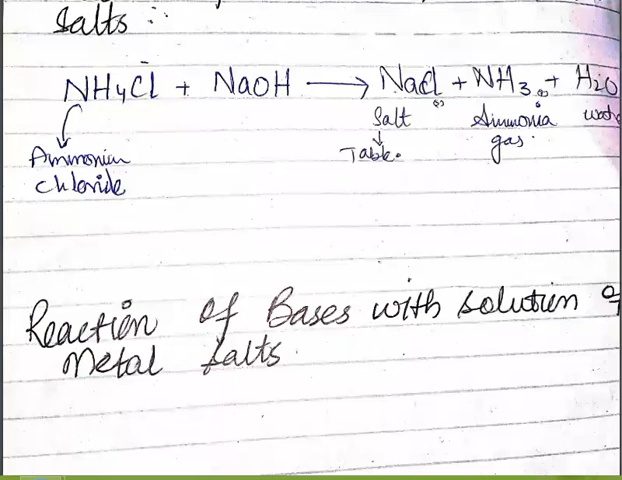 Salts :
NH4Cl + NaOH → NaCl + NH3 + H2O
Salt Ammonia
Table. gas.
Ammonium
chloride
Reaction of Bases with solution of
Metal Salts.